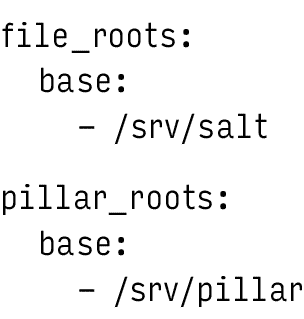 file_roots:
  base:
    - /srv/salt

pillar_roots:
  base:
    - /srv/pillar